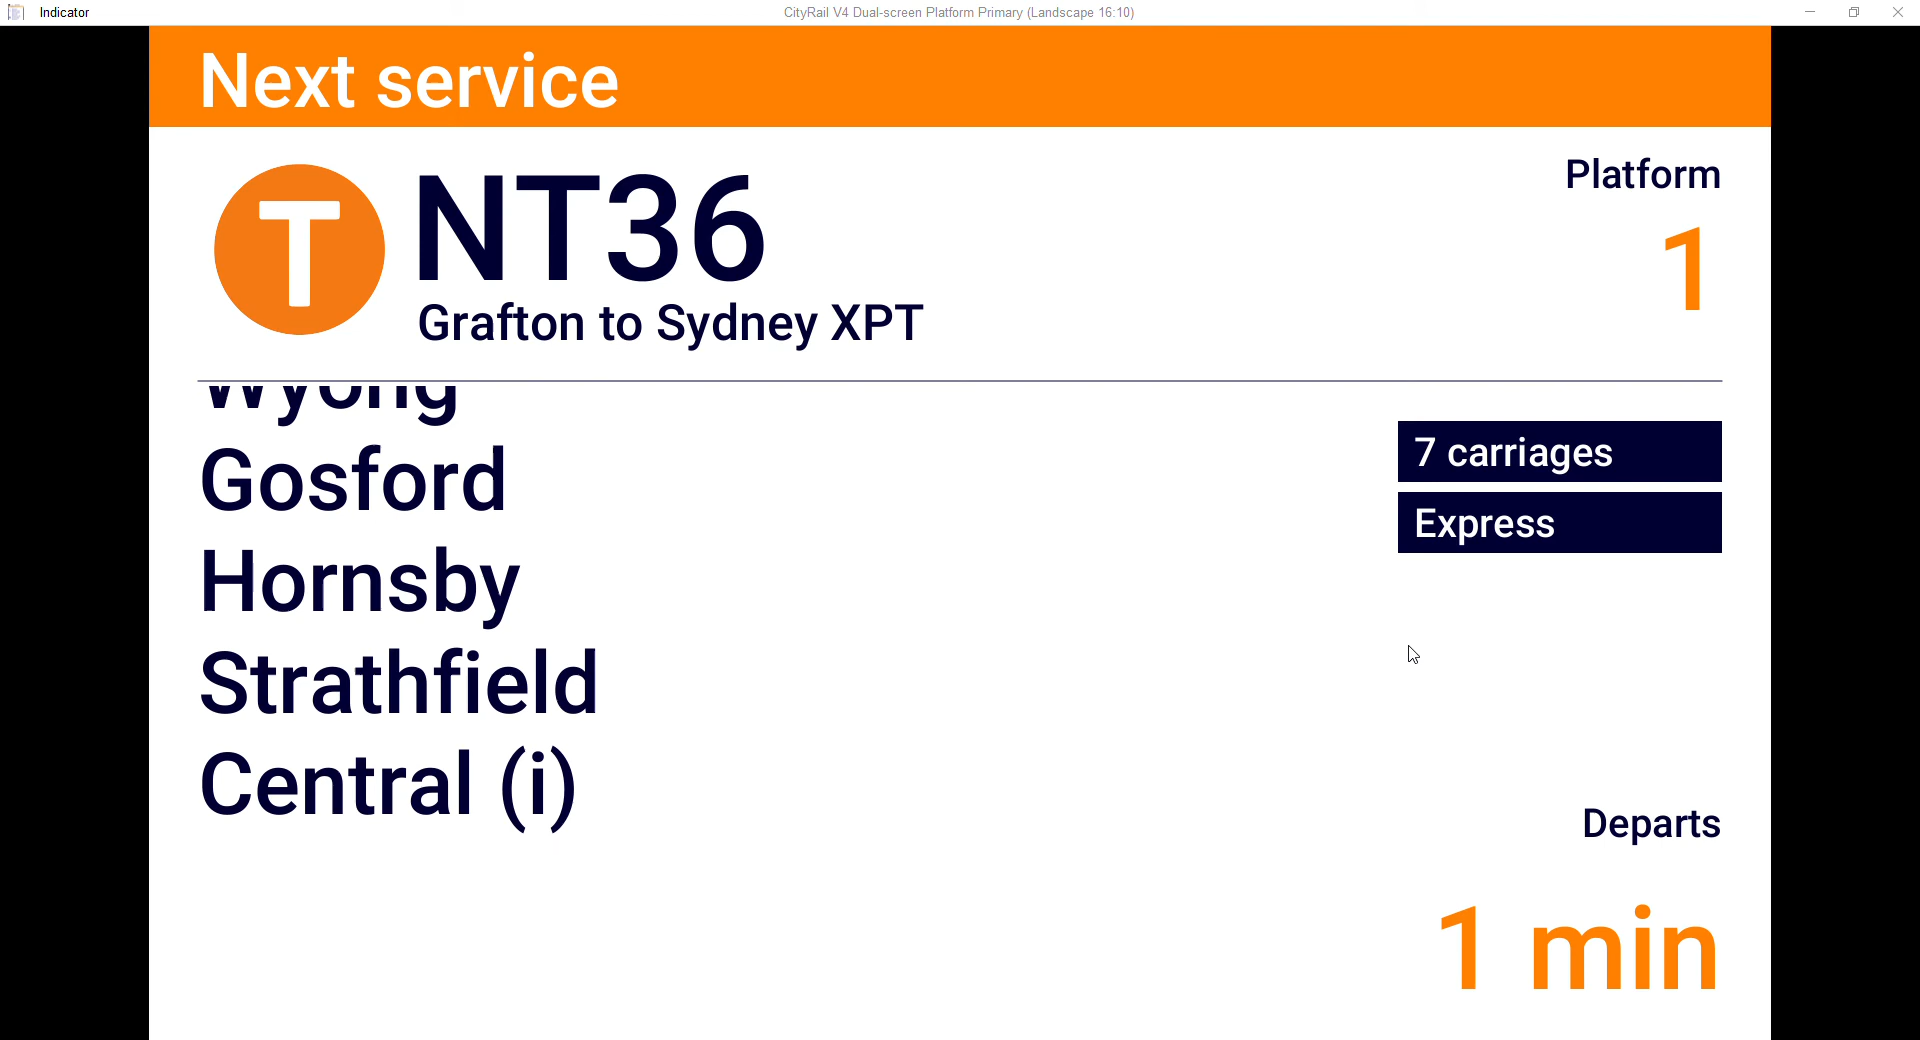 Indicator
CityRail V4 Dual-screen Platform Primary (Landscape 16:10)
Next service
T
NT36
Grafton to Sydney XPT
Platform
1
Wyong
Gosford
Hornsby
Strathfield
Central (i)
7 carriages
Express
Departs
1 min